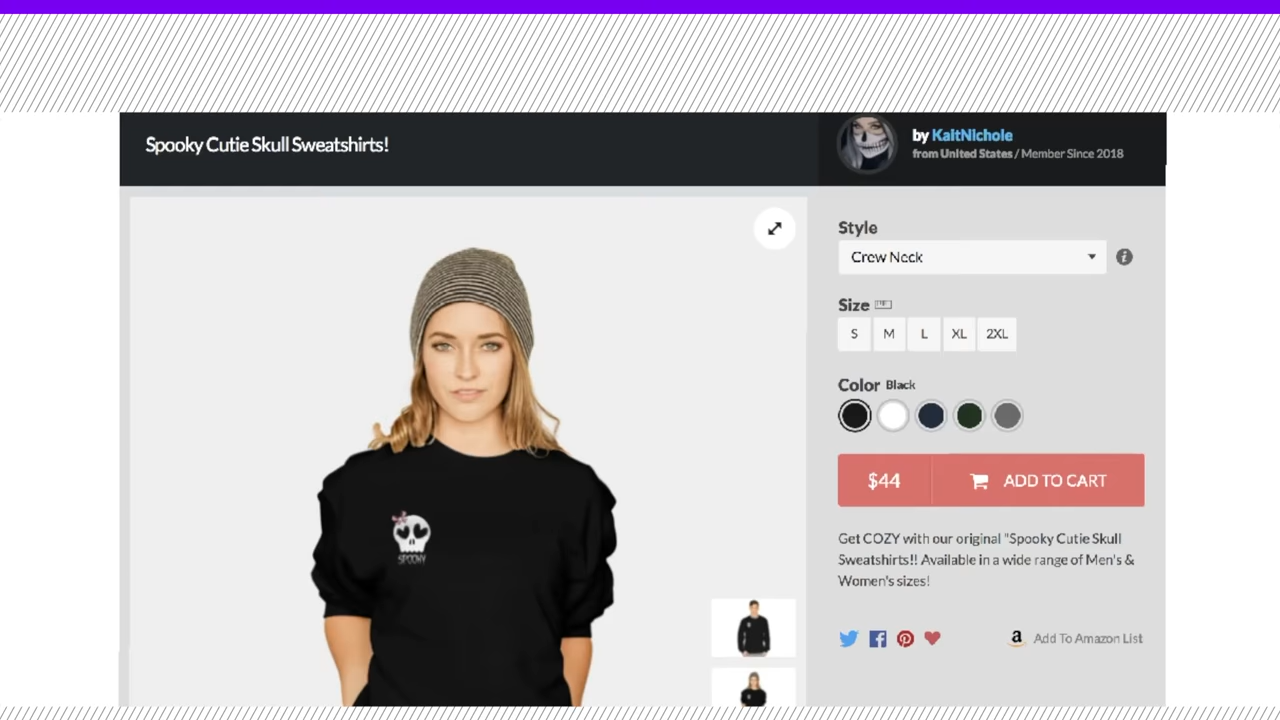 Spooky Cutie Skull Sweatshirts!
by KaitNichole
from United States / Member Since 2018
Style
Crew Neck
Size
S M L XL 2XL
Color Black
$44 ADD TO CART
Get COZY with our original "Spooky Cutie Skull
Sweatshirts!! Available in a wide range of Men's &
Women's sizes!
Add To Amazon List
SPOOKY